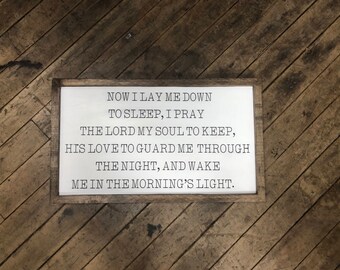 NOW I LAY ME DOWN
TO SLEEP, I PRAY
THE LORD MY SOUL TO KEEP,
HIS LOVE TO GUARD ME THROUGH
THE NIGHT, AND WAKE
ME IN THE MORNING'S LIGHT.